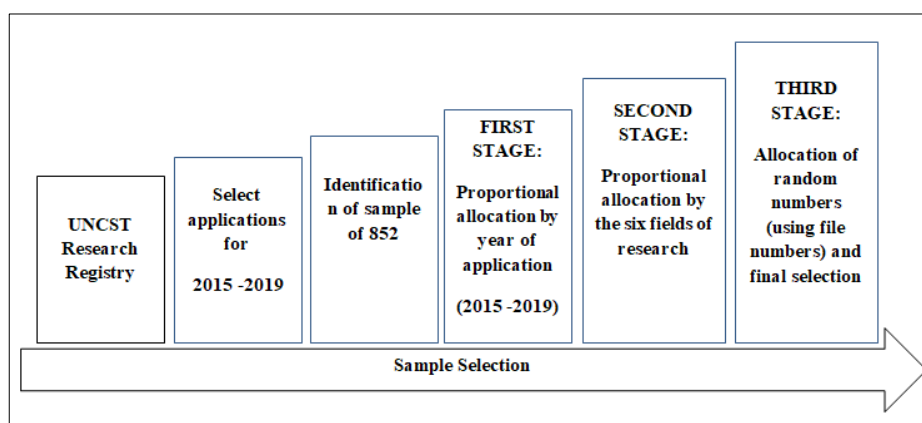 UNCST
Research
Registry
Select
applications
for
2015 -2019
Identificatio
n of sample
of 852
FIRST
STAGE:
Proportional
allocation by
year of
application
(2015 -2019)
SECOND
STAGE:
Proportional
allocation by
the six fields of
research
THIRD
STAGE:
Allocation of
random
numbers
(using file
numbers) and
final selection
Sample Selection